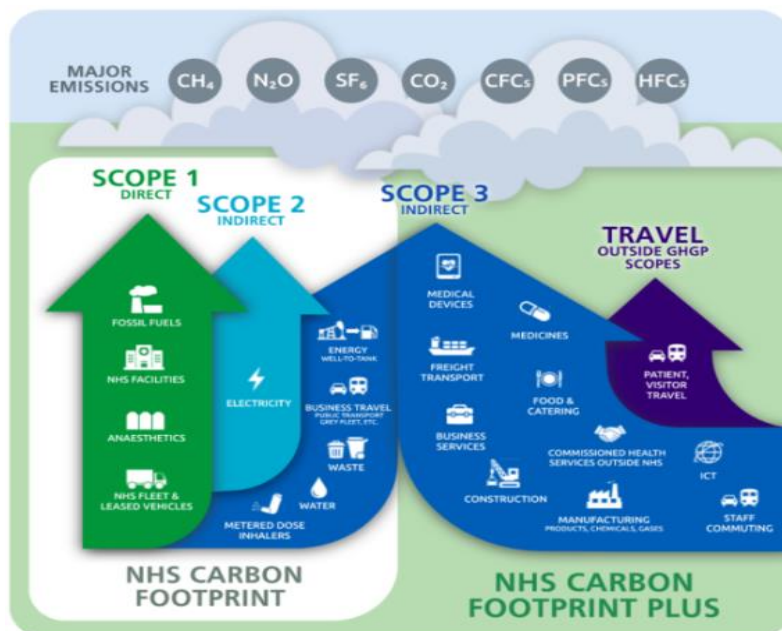 MAJOR
EMISSIONS
CH₄
N₂O
SF₆
CO₂
CFCs
PFCs
HFCs
SCOPE 1
DIRECT
SCOPE 2
INDIRECT
SCOPE 3
INDIRECT
TRAVEL
OUTSIDE GHGP
SCOPES
FOSSIL FUELS
NHS FACILITIES
ANAESTHETICS
NHS FLEET &
LEASED VEHICLES
ELECTRICITY
ENERGY
WELL-TO-TANK
BUSINESS TRAVEL
PUBLIC TRANSPORT
GREY FLEET, ETC.
WASTE
WATER
METERED DOSE
INHALERS
MEDICAL
DEVICES
MEDICINES
FREIGHT
TRANSPORT
FOOD &
CATERING
BUSINESS
SERVICES
COMMISSIONED HEALTH
SERVICES OUTSIDE NHS
ICT
CONSTRUCTION
MANUFACTURING
PRODUCTS, CHEMICALS, GASES
STAFF
COMMUTING
PATIENT,
VISITOR
TRAVEL
NHS CARBON
FOOTPRINT
NHS CARBON
FOOTPRINT PLUS